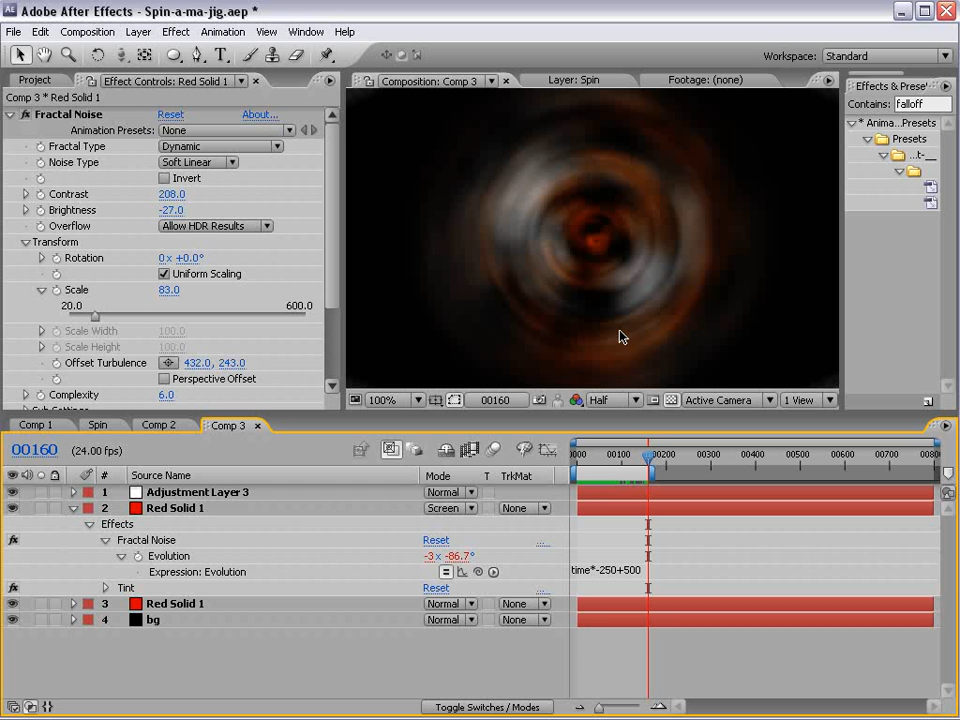 Adobe After Effects - Spin-a-ma-jig.aep *
File Edit Composition Layer Effect Animation View Window Help
Workspace: Standard
Project Effect Controls: Red Solid 1 Composition: Comp 3 Layer: Spin Footage: (none) Effects & Prese
Comp 3 * Red Solid 1
Contains: falloff
Fractal Noise Reset About...
Animation Presets: None
* Anima...Presets
Presets
Fractal Type Dynamic
Noise Type Soft Linear
Invert
Contrast 208.0
Brightness -27.0
Overflow Allow HDR Results
Transform
Rotation 0x +0.0°
Uniform Scaling
Scale 83.0
20.0 600.0
Scale Width 100.0
Scale Height 100.0
Offset Turbulence 432.0, 243.0
Perspective Offset
Complexity 6.0
100% 00160 Half Active Camera 1 View
Comp 1 Spin Comp 2 Comp 3
00160 (24.00 fps)
0000 00100 00200 00300 00400 00500 00600 00700 0080
# Source Name Mode T TrkMat
1 Adjustment Layer 3 Normal
2 Red Solid 1 Screen None
Effects
Fractal Noise Reset ...
Evolution -3x -86.7°
Expression: Evolution time*-250+500
Tint Reset ...
3 Red Solid 1 Normal None
4 bg Normal None
Toggle Switches / Modes